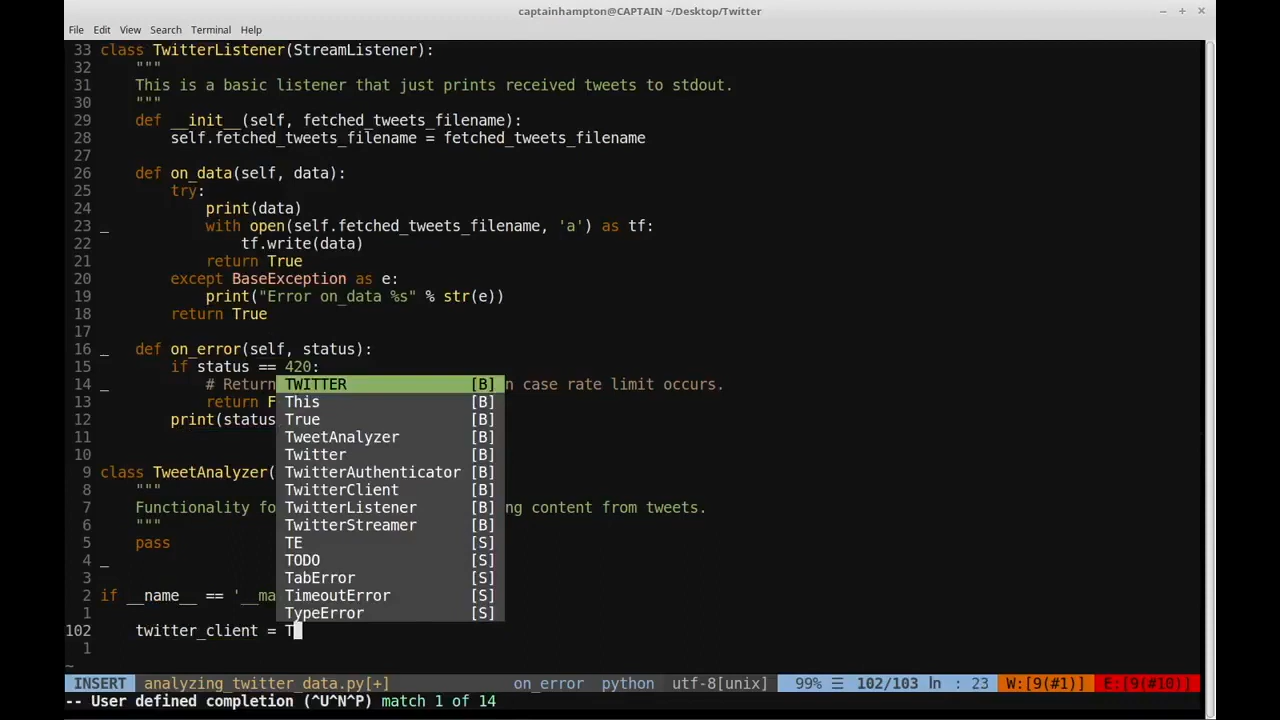 captainhampton@CAPTAIN ~/Desktop/Twitter
File Edit View Search Terminal Help
33 class TwitterListener(StreamListener):
32 """
31 This is a basic listener that just prints received tweets to stdout.
30 """
29 def __init__(self, fetched_tweets_filename):
28 self.fetched_tweets_filename = fetched_tweets_filename
27
26 def on_data(self, data):
25 try:
24 print(data)
23 _ with open(self.fetched_tweets_filename, 'a') as tf:
22 tf.write(data)
21 return True
20 except BaseException as e:
19 print("Error on_data %s" % str(e))
18 return True
17
16 _ def on_error(self, status):
15 if status == 420:
14 _ # Return TWITTER [B] n case rate limit occurs.
13 return F This [B]
12 print(status True [B]
11 TweetAnalyzer [B]
10 Twitter [B]
9 class TweetAnalyzer( TwitterAuthenticator [B]
8 """ TwitterClient [B]
7 Functionality fo TwitterListener [B] ng content from tweets.
6 """ TwitterStreamer [B]
5 pass TE [S]
4 _ TODO [S]
3 TabError [S]
2 if __name__ == '__ma TimeoutError [S]
1 TypeError [S]
102 twitter_client = T
1
~
INSERT analyzing_twitter_data.py[+] on_error python utf-8[unix] 99% ☰ 102/103 ln : 23 W:[9(#1)] E:[9(#10)]
-- User defined completion (^U^N^P) match 1 of 14